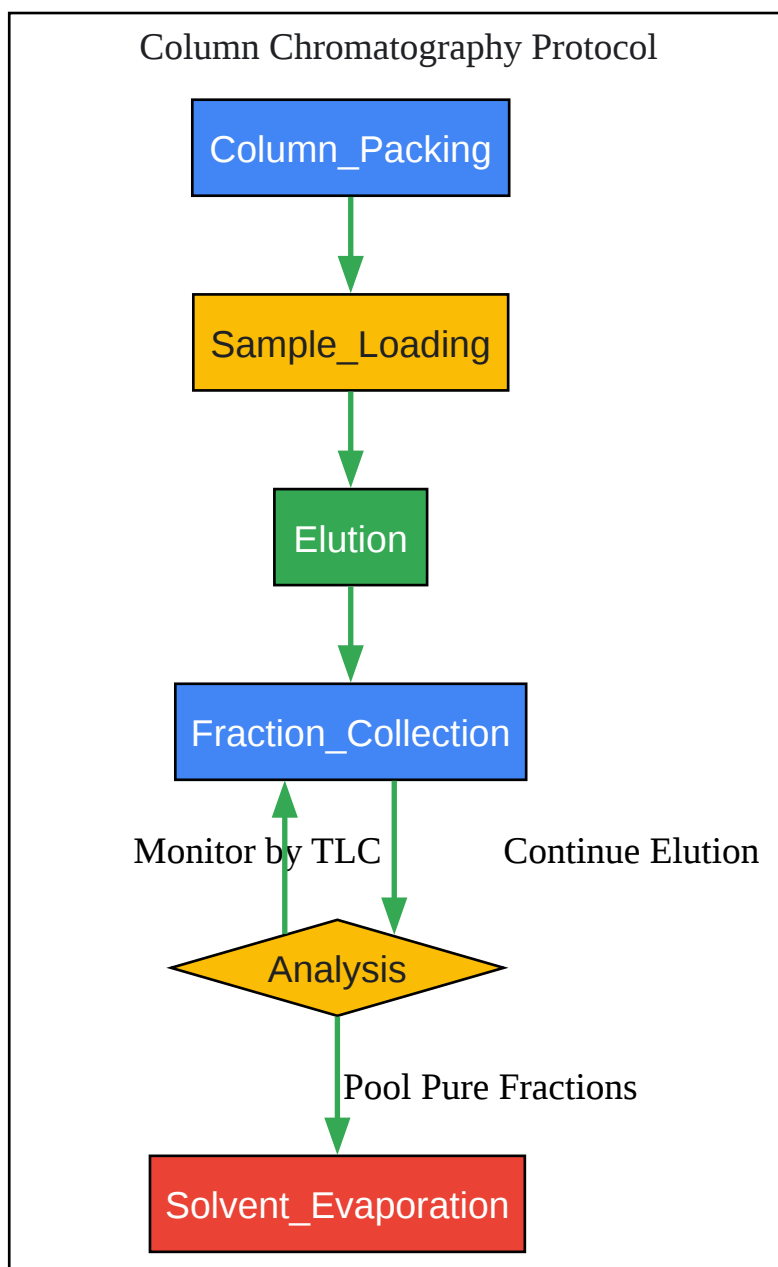 Column Chromatography Protocol
Column_Packing
Sample_Loading
Elution
Fraction_Collection
Monitor by TLC
Continue Elution
Analysis
Pool Pure Fractions
Solvent_Evaporation